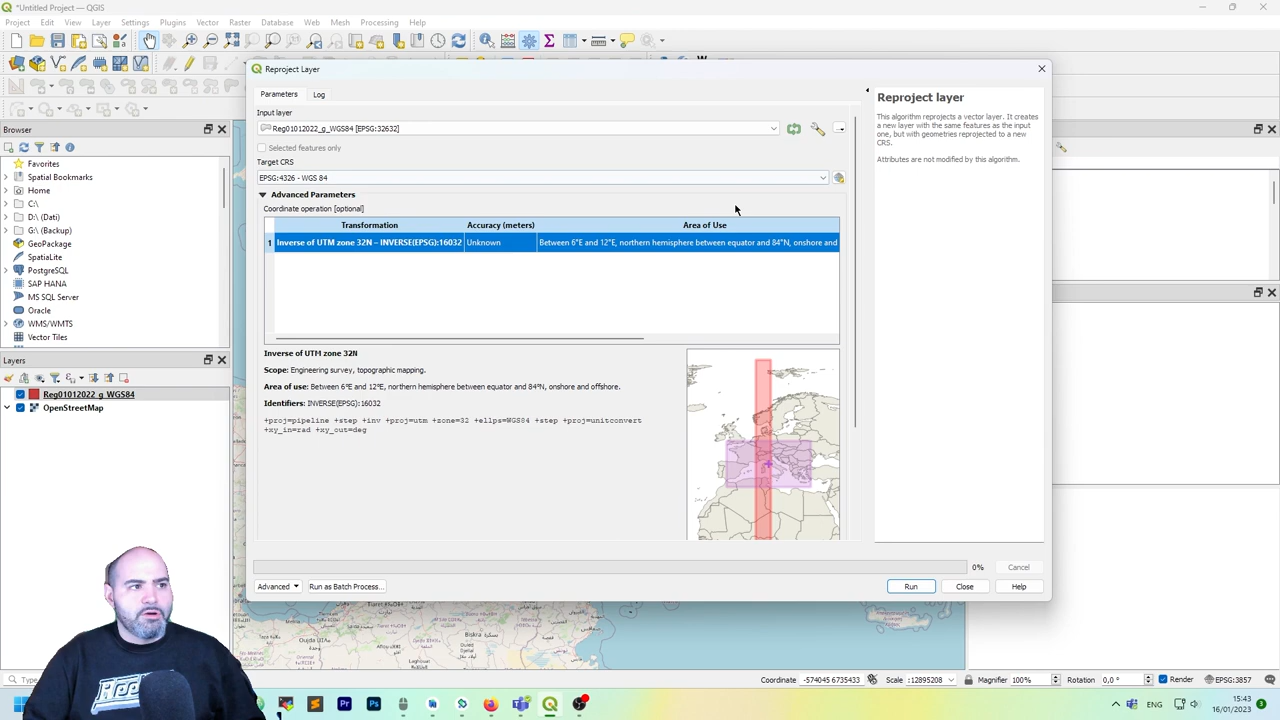 *Untitled Project — QGIS
Project Edit View Layer Settings Plugins Vector Raster Database Web Mesh Processing Help
Reproject Layer
Parameters Log
Input layer
Reg01012022_g_WGS84 [EPSG:32632]
Selected features only
Target CRS
EPSG:4326 - WGS 84
Advanced Parameters
Coordinate operation [optional]
Transformation Accuracy (meters) Area of Use
1 Inverse of UTM zone 32N — INVERSE(EPSG):16032 Unknown Between 6°E and 12°E, northern hemisphere between equator and 84°N, onshore and
Inverse of UTM zone 32N
Scope: Engineering survey, topographic mapping.
Area of use: Between 6°E and 12°E, northern hemisphere between equator and 84°N, onshore and offshore.
Identifiers: INVERSE(EPSG):16032
+proj=pipeline +step +inv +proj=utm +zone=32 +ellps=WGS84 +step +proj=unitconvert
+xy_in=rad +xy_out=deg
0% Cancel
Advanced Run as Batch Process... Run Close Help
Reproject layer
This algorithm reprojects a vector layer. It creates
a new layer with the same features as the input
one, but with geometries reprojected to a new
CRS.
Attributes are not modified by this algorithm.
Browser
Favorites
Spatial Bookmarks
Home
C:\
D:\ (Dati)
G:\ (Backup)
GeoPackage
SpatiaLite
PostgreSQL
SAP HANA
MS SQL Server
Oracle
WMS/WMTS
Vector Tiles
Layers
Reg01012022_g_WGS84
OpenStreetMap
Oujda
Biskra
Laghouat
Type
Coordinate -574045 6735433 Scale :12895208 Magnifier 100% Rotation 0,0 ° Render EPSG:3857
ENG 15:43
16/01/2023